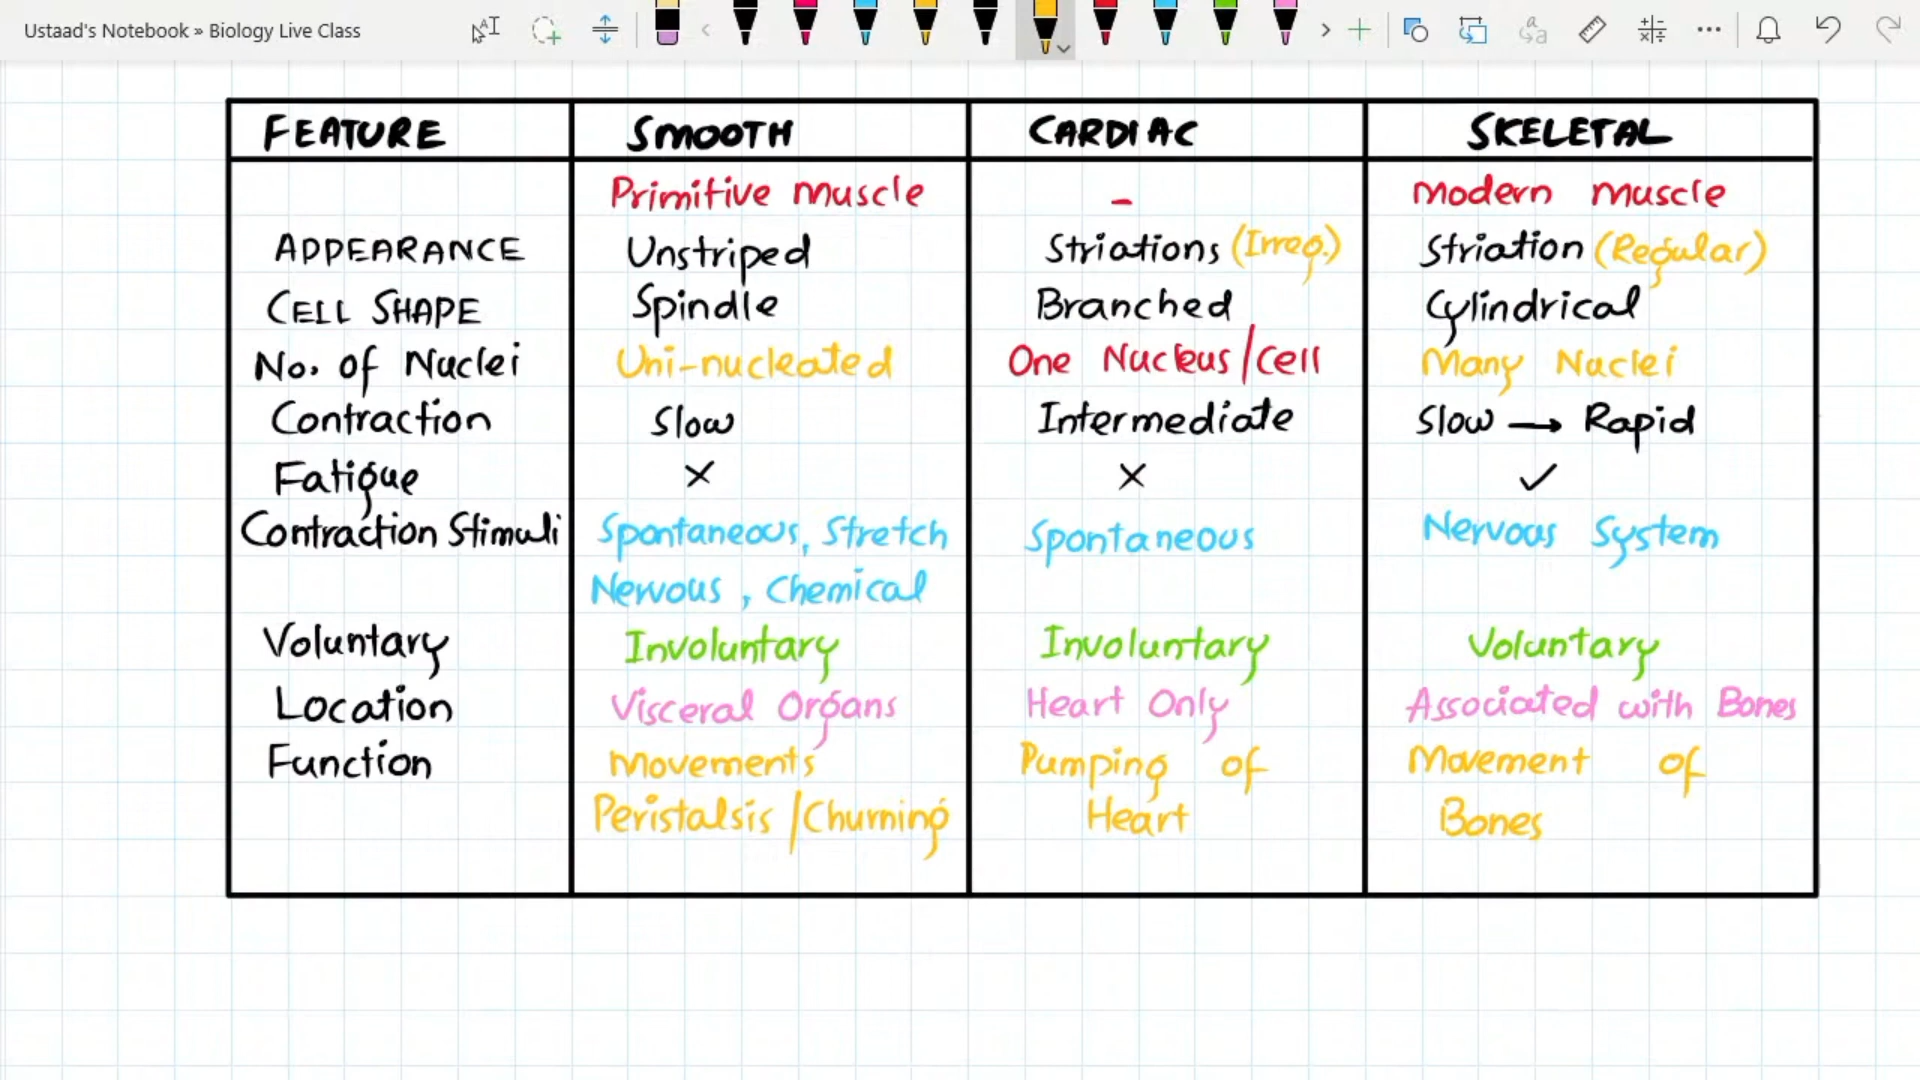 Ustaad's Notebook » Biology Live Class
FEATURE SMOOTH CARDIAC SKELETAL
Primitive muscle - Modern muscle
APPEARANCE Unstriped Striations (Irreg.) Striation (Regular)
CELL SHAPE Spindle Branched Cylindrical
No. of Nuclei Uni-nucleated One Nucleus/cell Many Nuclei
Contraction Slow Intermediate Slow → Rapid
Fatigue × × ✓
Contraction Stimuli Spontaneous, Stretch Spontaneous Nervous System
Nervous, Chemical
Voluntary Involuntary Involuntary Voluntary
Location Visceral Organs Heart Only Associated with Bones
Function Movements Pumping of Movement of
Peristalsis/Churning Heart Bones